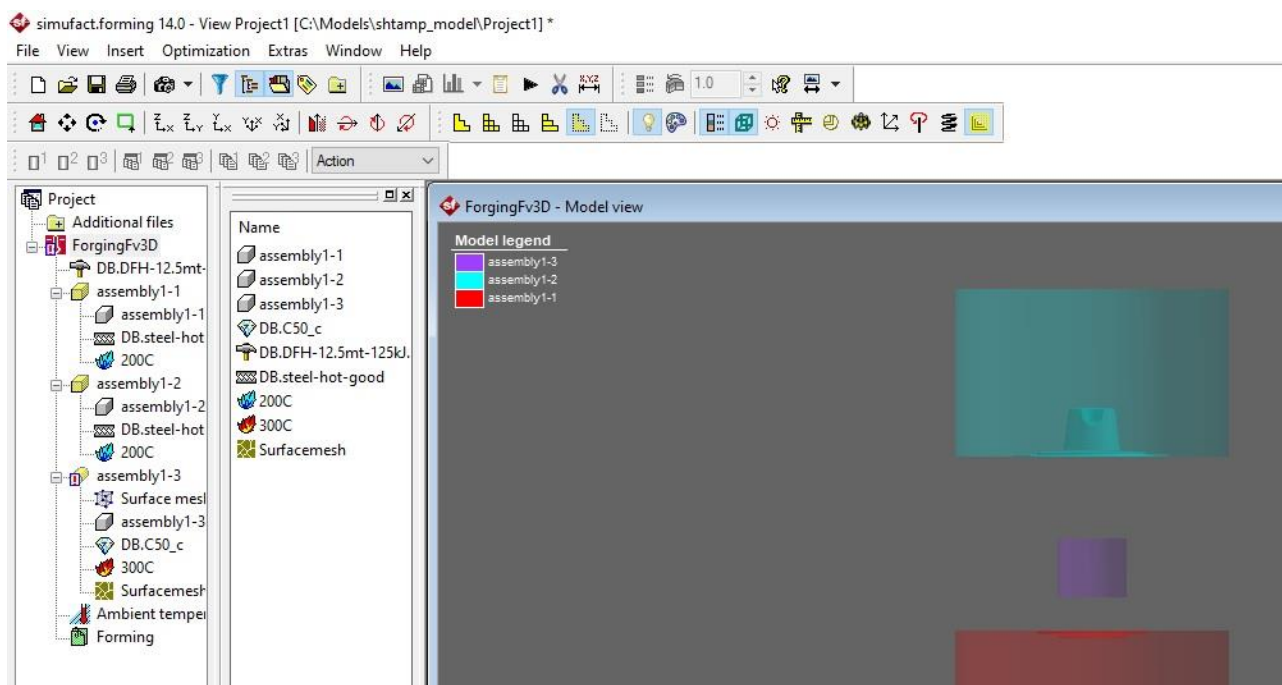 simufact.forming 14.0 - View Project1 [C:\Models\shtamp_model\Project1] *
File View Insert Optimization Extras Window Help
1.0
Action
Project
Additional files
ForgingFv3D
DB.DFH-12.5mt-
assembly1-1
assembly1-1
DB.steel-hot
200C
assembly1-2
assembly1-2
DB.steel-hot
200C
assembly1-3
Surface mesl
assembly1-3
DB.C50_c
300C
Surfacemesh
Ambient temper
Forming
Name
assembly1-1
assembly1-2
assembly1-3
DB.C50_c
DB.DFH-12.5mt-125kJ.
DB.steel-hot-good
200C
300C
Surfacemesh
ForgingFv3D - Model view
Model legend
assembly1-3
assembly1-2
assembly1-1